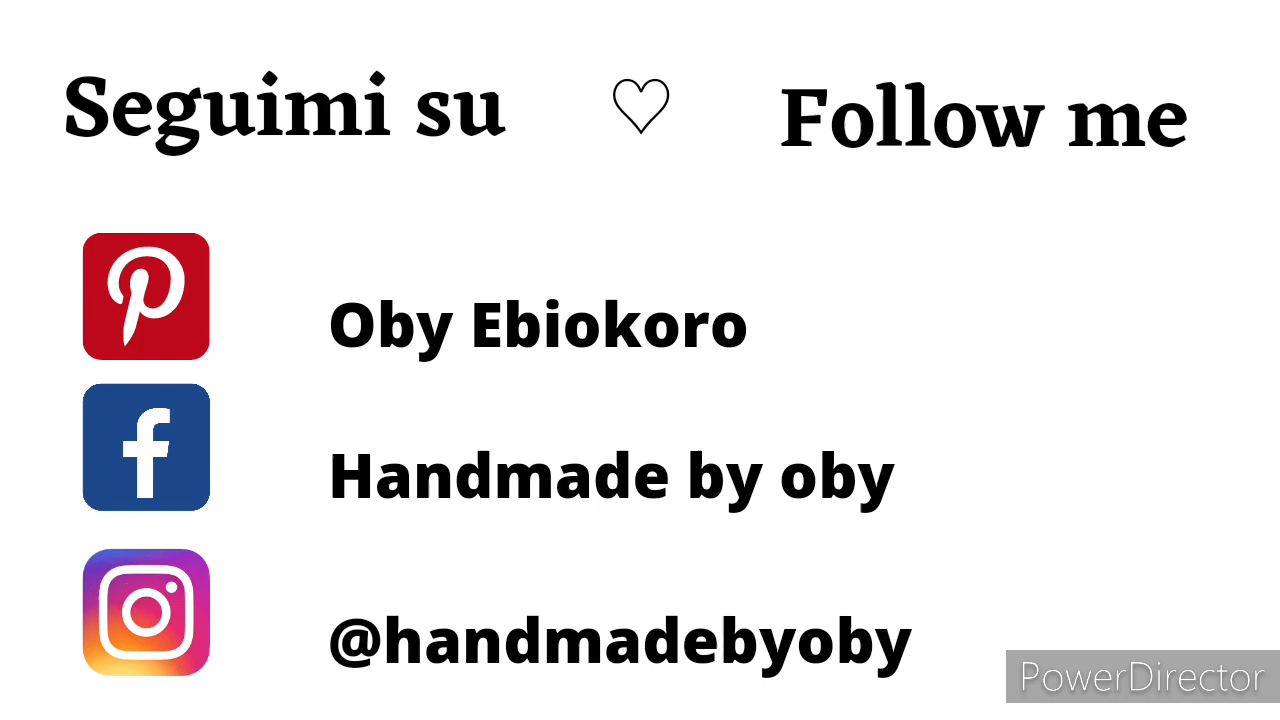 Seguimi su ♡ Follow me
Oby Ebiokoro
Handmade by oby
@handmadebyoby
PowerDirector